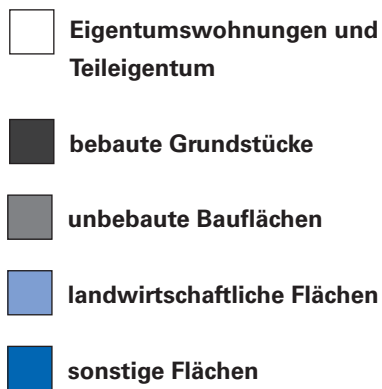 Eigentumswohnungen und
Teileigentum
bebaute Grundstücke
unbebaute Bauflächen
landwirtschaftliche Flächen
sonstige Flächen